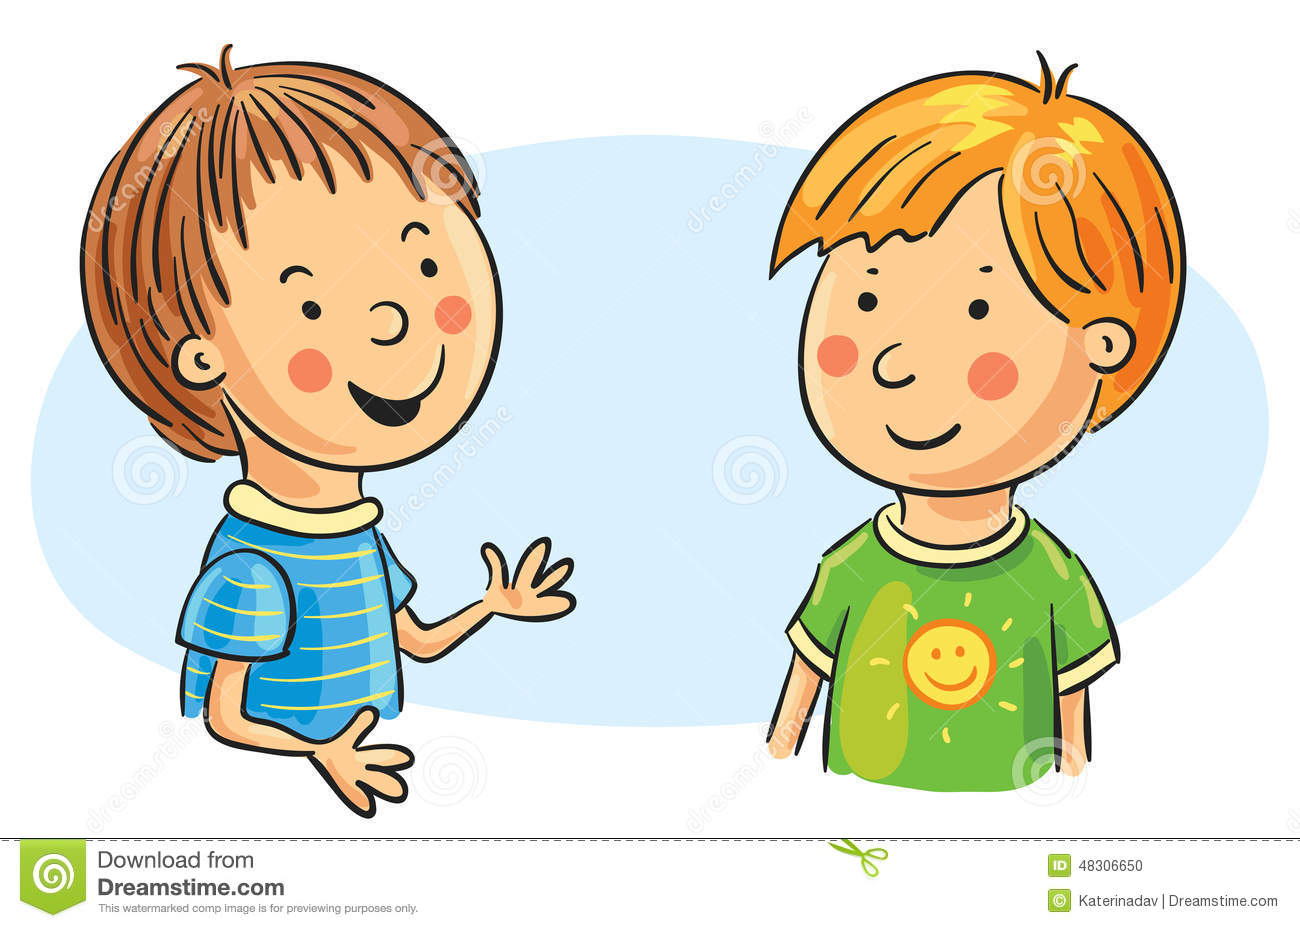 Download from
Dreamstime.com
This watermarked comp image is for previewing purposes only.
ID 48306650
© Katerinadav | Dreamstime.com